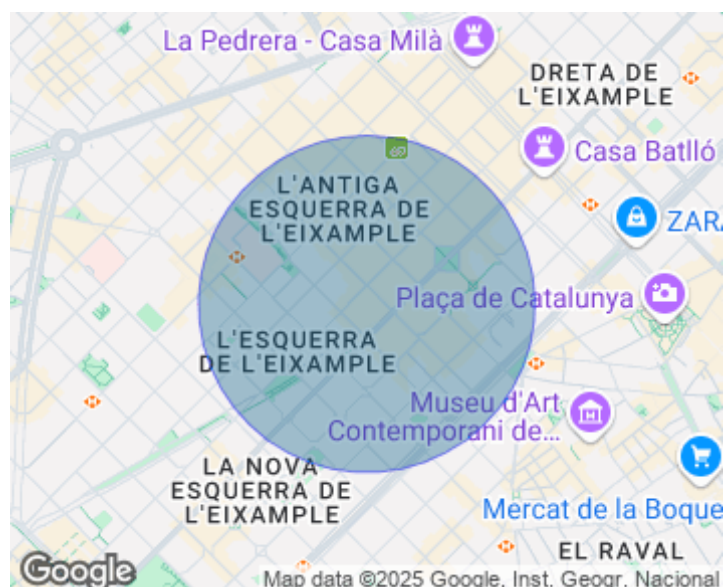 La Pedrera - Casa Milà
DRETA DE
L'EIXAMPLE
Casa Batlló
L'ANTIGA
ESQUERRA DE
L'EIXAMPLE
ZARA
Plaça de Catalunya
L'ESQUERRA
DE L'EIXAMPLE
Museu d'Art
Contemporani de...
LA NOVA
ESQUERRA DE
L'EIXAMPLE
Mercat de la Boque
EL RAVAL
Google
Map data ©2025 Google, Inst. Geogr. Nacional